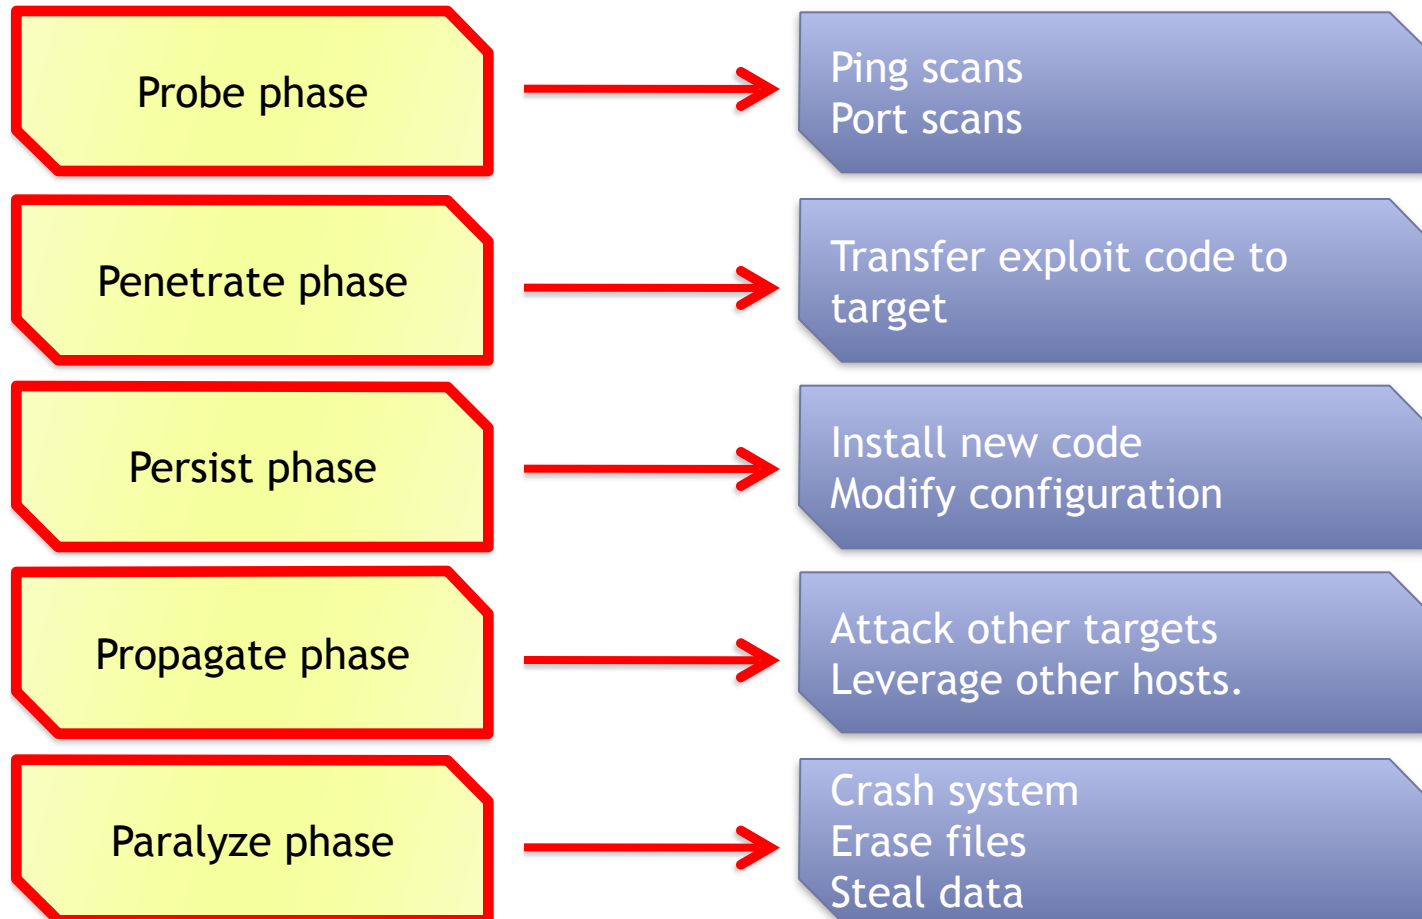 Probe phase
Ping scans
Port scans
Penetrate phase
Transfer exploit code to
target
Persist phase
Install new code
Modify configuration
Propagate phase
Attack other targets
Leverage other hosts.
Paralyze phase
Crash system
Erase files
Steal data